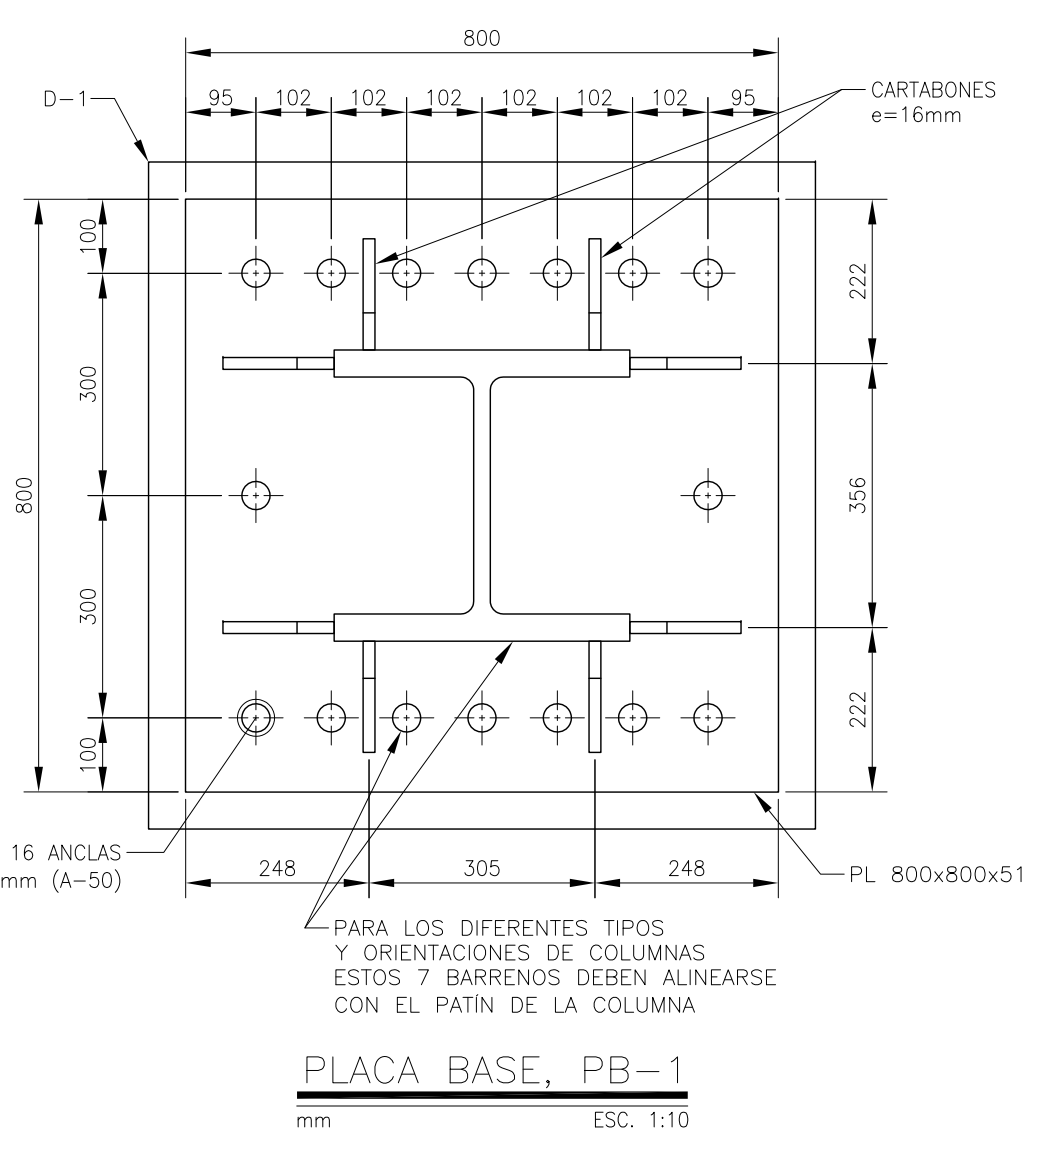 800
95 102 102 102 102 102 102 95
D-1
CARTABONES
e=16mm
100
300
300
100
800
222
356
222
16 ANCLAS
mm (A-50)
248 305 248
PL 800x800x51
PARA LOS DIFERENTES TIPOS
Y ORIENTACIONES DE COLUMNAS
ESTOS 7 BARRENOS DEBEN ALINEARSE
CON EL PATÍN DE LA COLUMNA
PLACA BASE, PB-1
mm ESC. 1:10